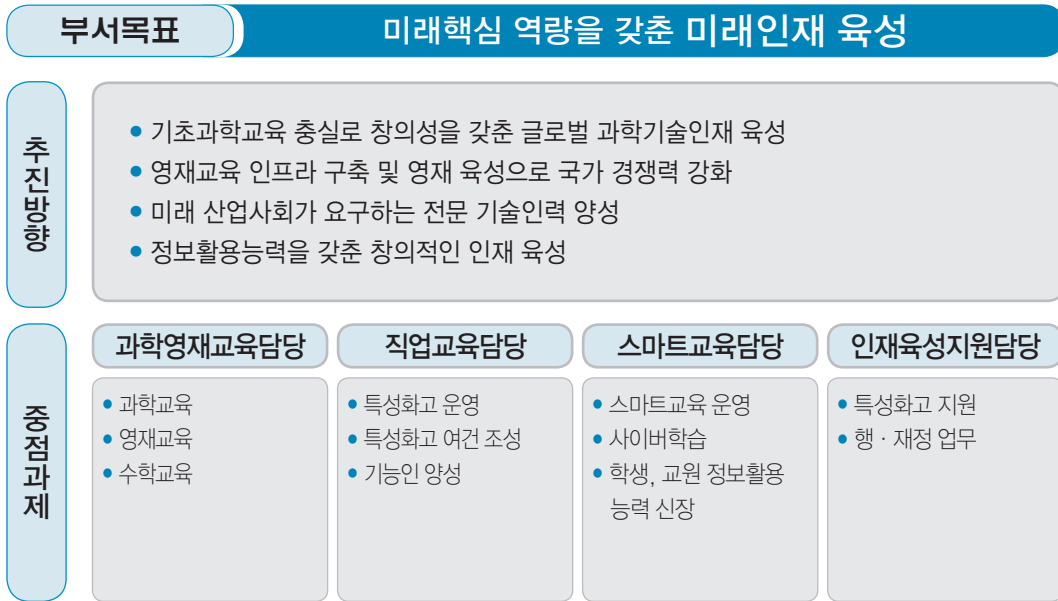 부서목표
미래핵심 역량을 갖춘 미래인재 육성
추진방향
• 기초과학교육 충실로 창의성을 갖춘 글로벌 과학기술인재 육성
• 영재교육 인프라 구축 및 영재 육성으로 국가 경쟁력 강화
• 미래 산업사회가 요구하는 전문 기술인력 양성
• 정보활용능력을 갖춘 창의적인 인재 육성
중점과제
과학영재교육담당
• 과학교육
• 영재교육
• 수학교육
직업교육담당
• 특성화고 운영
• 특성화고 여건 조성
• 기능인 양성
스마트교육담당
• 스마트교육 운영
• 사이버학습
• 학생, 교원 정보활용
능력 신장
인재육성지원담당
• 특성화고 지원
• 행 · 재정 업무